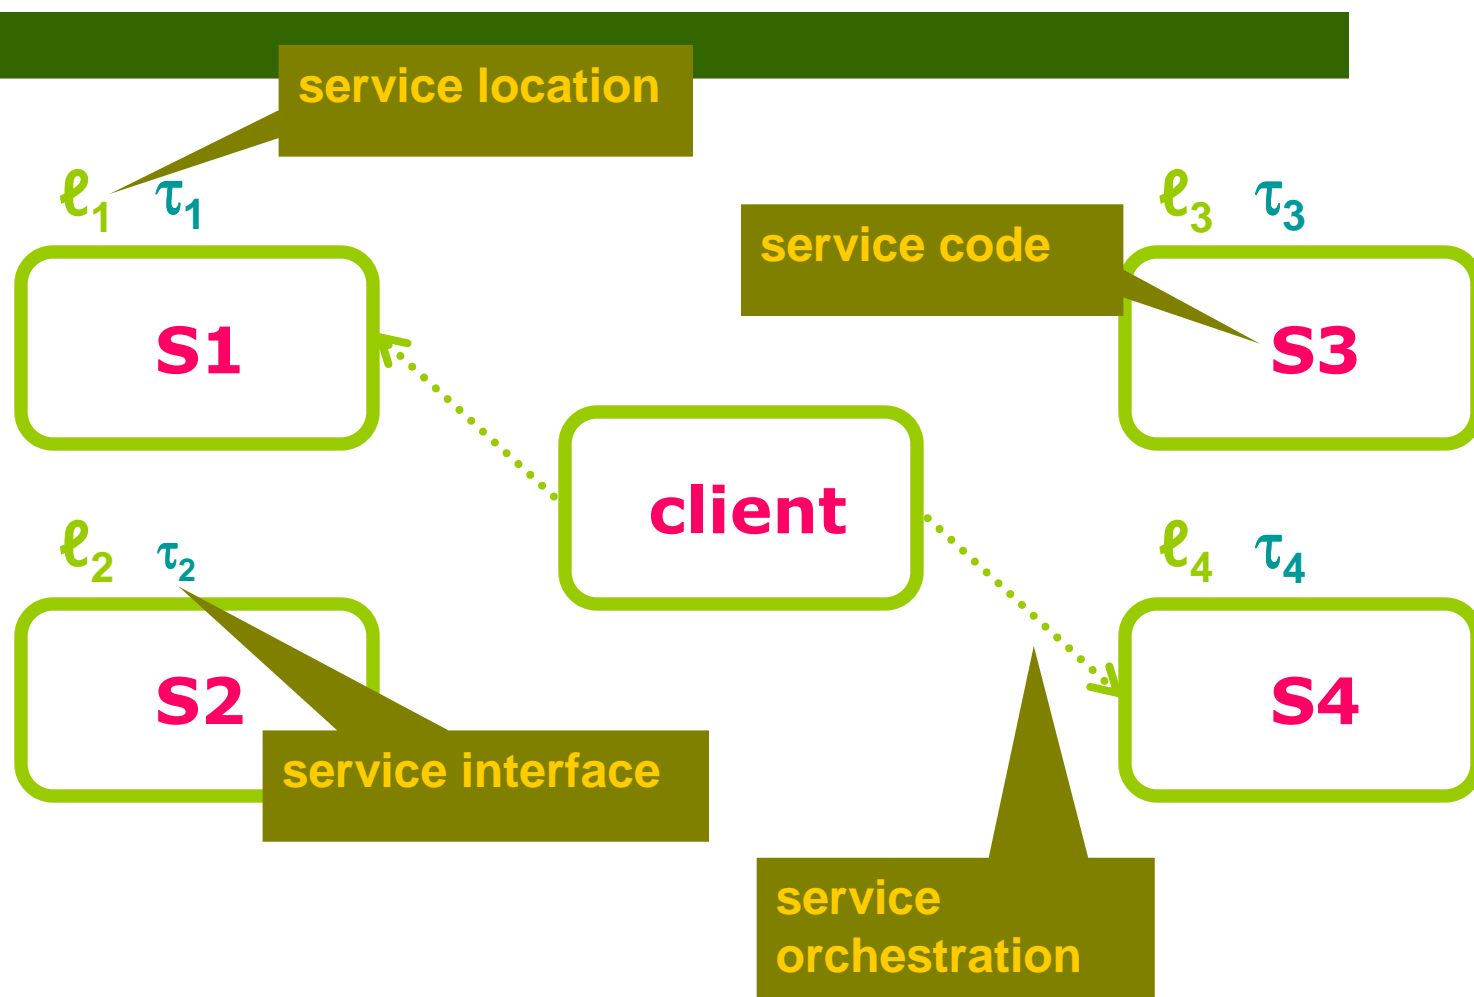 service location
ℓ1 τ1
ℓ3 τ3
service code
S1
S3
client
ℓ2 τ2
ℓ4 τ4
S2
S4
service interface
service
orchestration